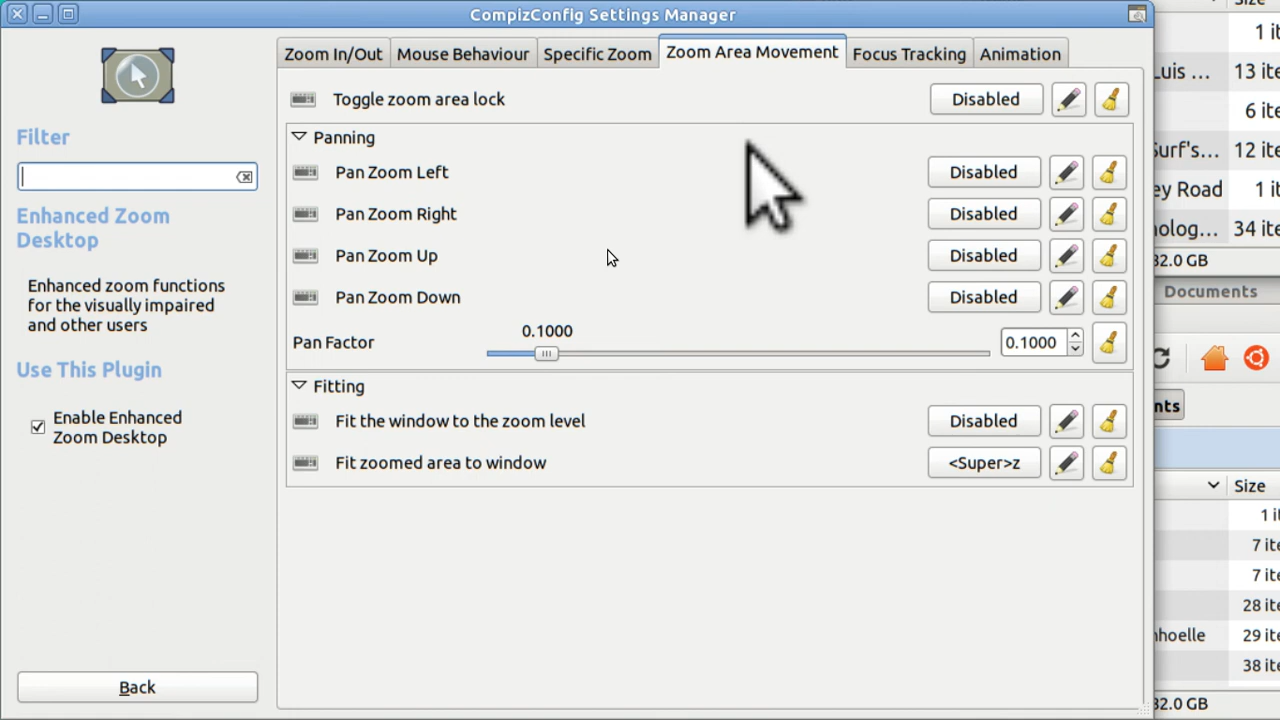 CompizConfig Settings Manager
Filter
Enhanced Zoom
Desktop
Enhanced zoom functions
for the visually impaired
and other users
Use This Plugin
Enable Enhanced
Zoom Desktop
Back
Zoom In/Out
Mouse Behaviour
Specific Zoom
Zoom Area Movement
Focus Tracking
Animation
Toggle zoom area lock
Disabled
Panning
Pan Zoom Left
Disabled
Pan Zoom Right
Disabled
Pan Zoom Up
Disabled
Pan Zoom Down
Disabled
Pan Factor
0.1000
0.1000
Fitting
Fit the window to the zoom level
Disabled
Fit zoomed area to window
<Super>z
Size
1 it
Luis ... 13 ite
6 ite
Surf's... 12 ite
ey Road 1 it
nolog... 34 ite
32.0 GB
Documents
nts
Size
1 it
7 ite
7 ite
28 ite
nhoelle 29 ite
38 ite
32.0 GB